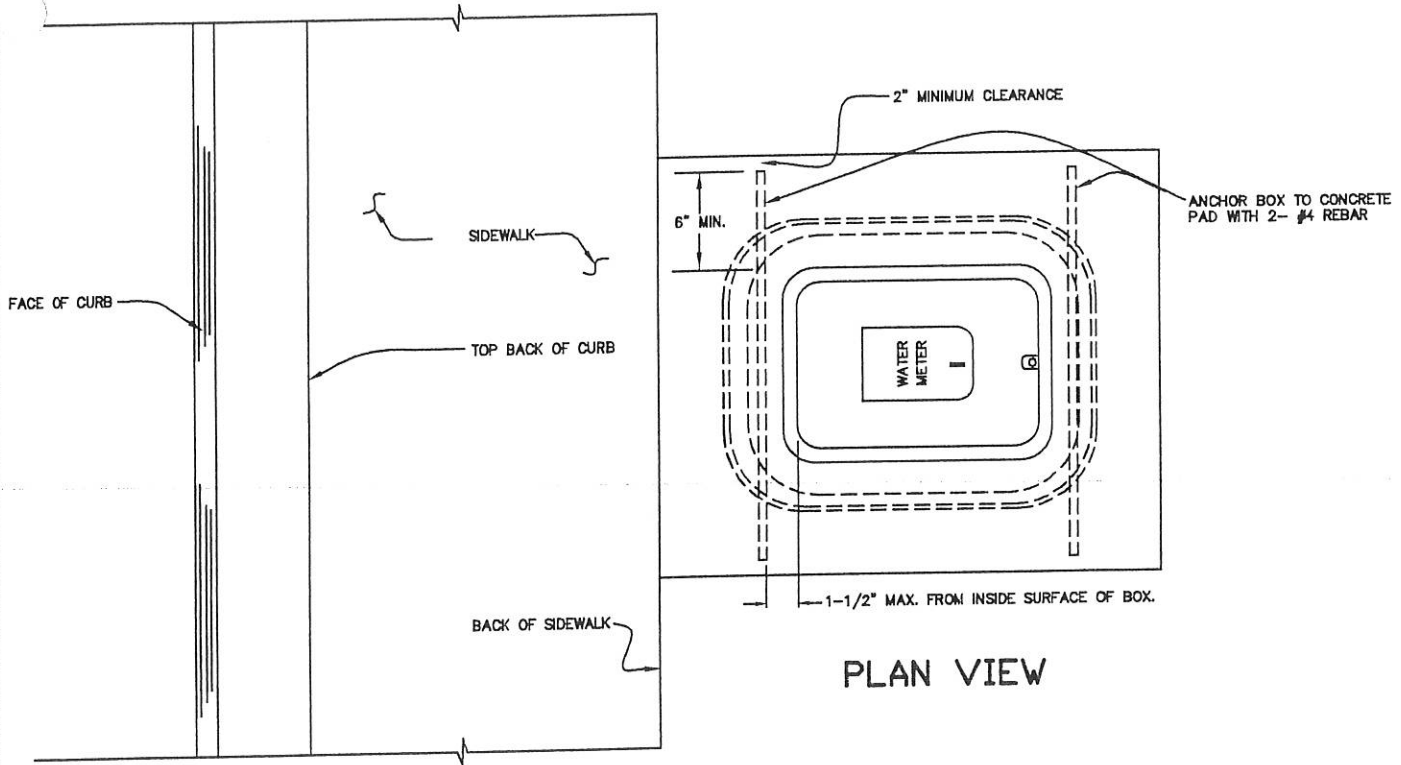 2" MINIMUM CLEARANCE
6" MIN.
ANCHOR BOX TO CONCRETE
PAD WITH 2- #4 REBAR
SIDEWALK
FACE OF CURB
TOP BACK OF CURB
WATER
METER
1-1/2" MAX. FROM INSIDE SURFACE OF BOX.
BACK OF SIDEWALK
PLAN VIEW